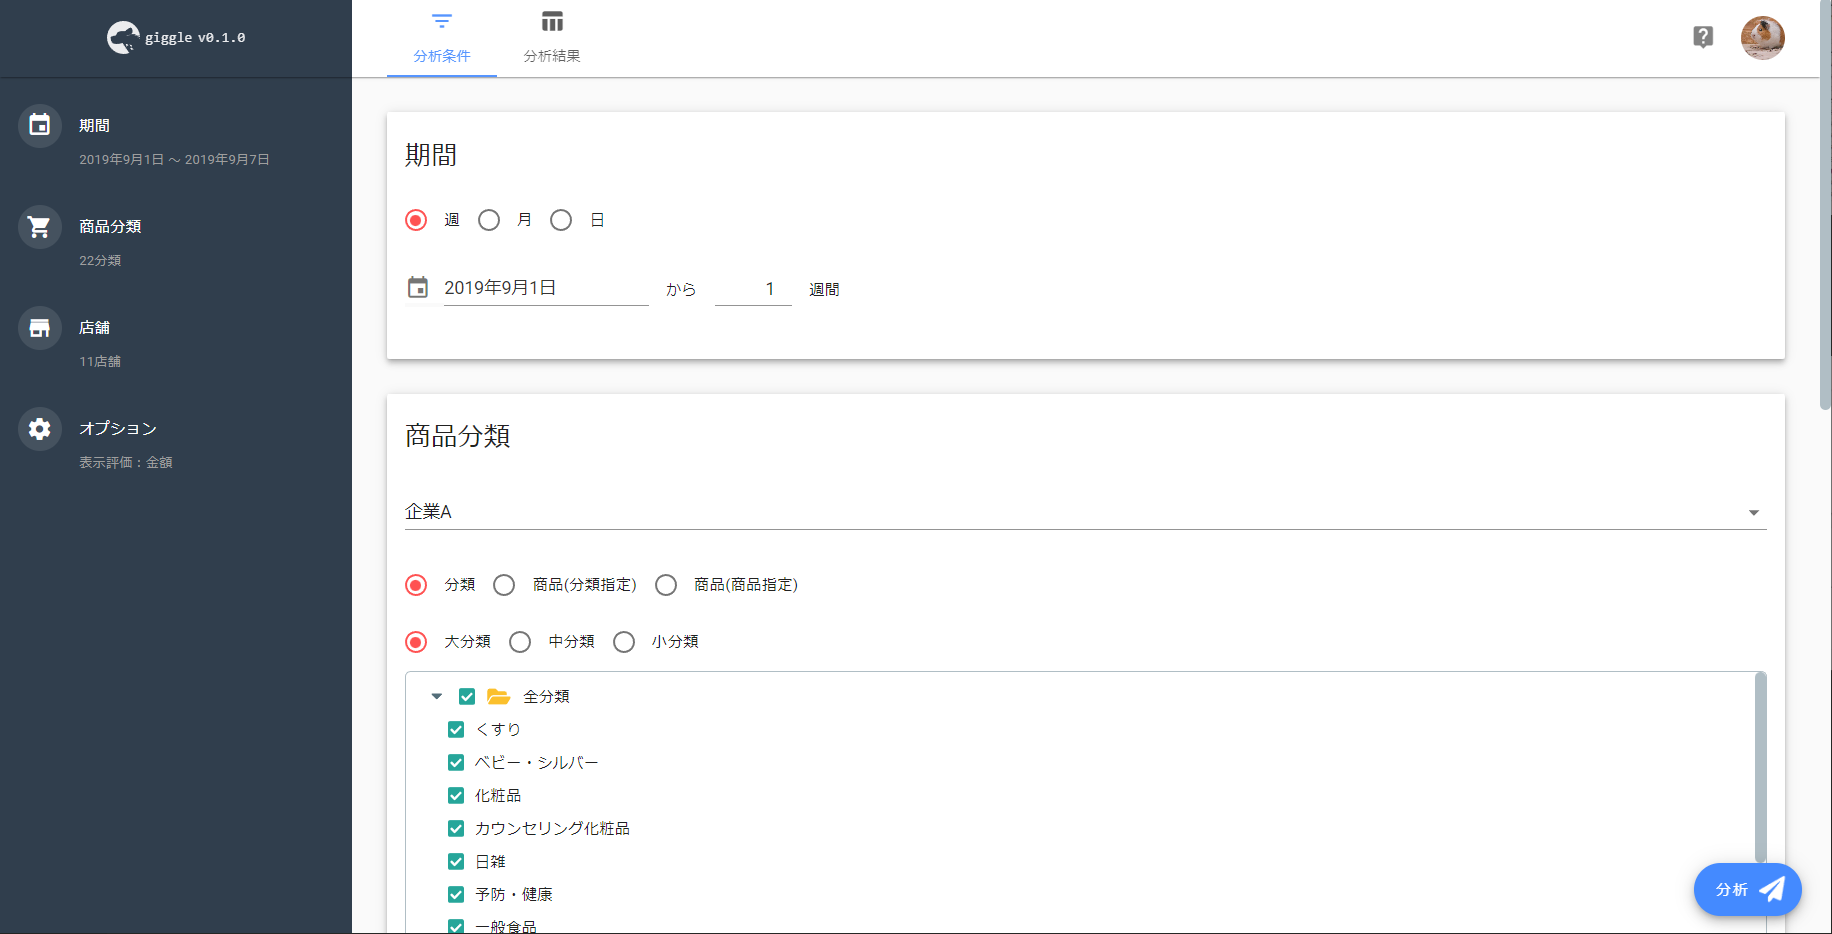 giggle v0.1.0
分析条件
分析結果
期間
2019年9月1日 ～ 2019年9月7日
商品分類
22分類
店舗
11店舗
オプション
表示評価：金額
期間
週 月 日
2019年9月1日 から 1 週間
商品分類
企業A
分類 商品(分類指定) 商品(商品指定)
大分類 中分類 小分類
全分類
くすり
ベビー・シルバー
化粧品
カウンセリング化粧品
日雑
予防・健康
一般食品
分析